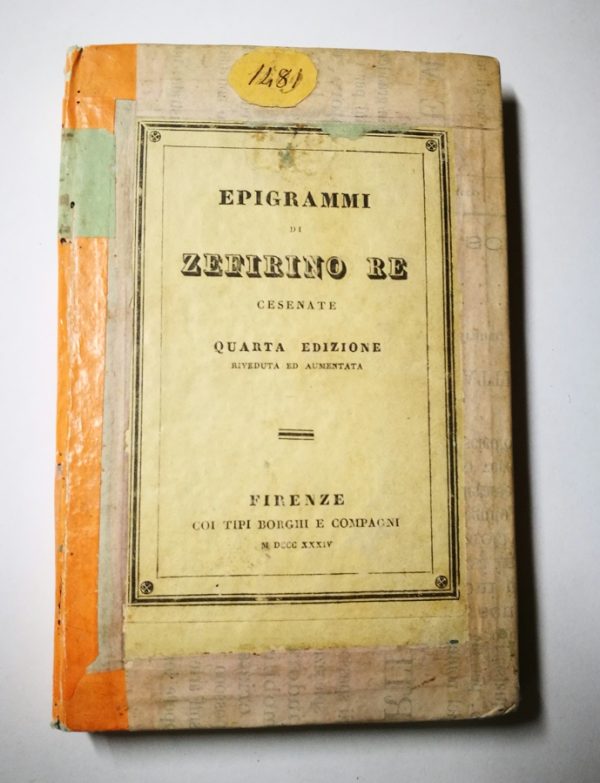 1481
EPIGRAMMI
DI
ZEFIRINO RE
CESENATE
QUARTA EDIZIONE
RIVEDUTA ED AUMENTATA
FIRENZE
COI TIPI BORGHI E COMPAGNI
M DCCC XXXIV